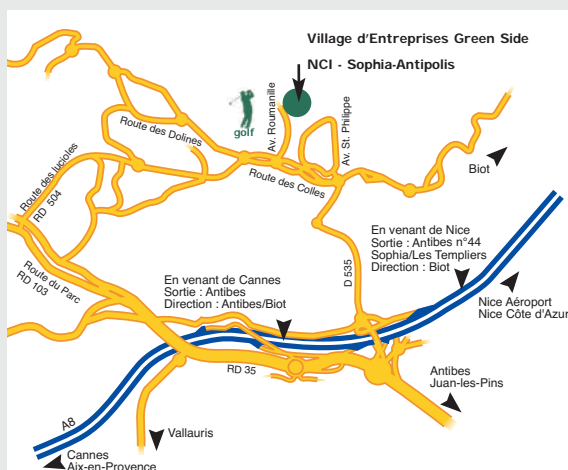 Village d'Entreprises Green Side
NCI - Sophia-Antipolis
golf
Av. Roumanille
Av. St. Philippe
Route des Dolines
Route des Colles
Biot
Route des lucioles
RD 504
Route du Parc
RD 103
D 535
En venant de Nice
Sortie : Antibes n°44
Sophia/Les Templiers
Direction : Biot
En venant de Cannes
Sortie : Antibes
Direction : Antibes/Biot
Nice Aéroport
Nice Côte d'Azur
RD 35
Antibes
Juan-les-Pins
A8
Vallauris
Cannes
Aix-en-Provence